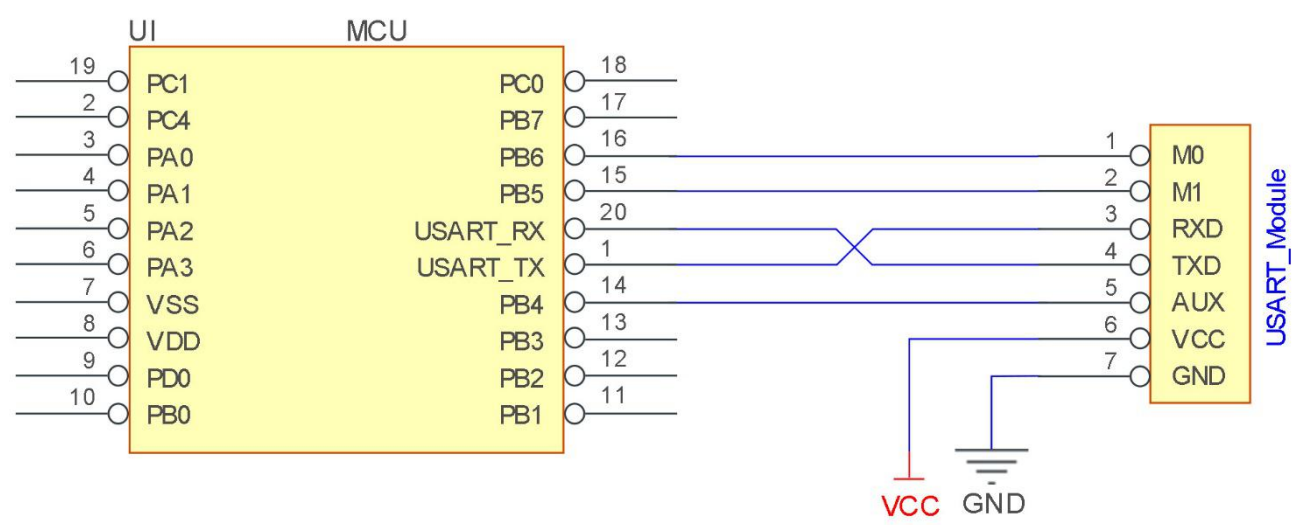 UI MCU
19 PC1 PC0 18
2 PC4 PB7 17
3 PA0 PB6 16
4 PA1 PB5 15
5 PA2 USART_RX 20
6 PA3 USART_TX 1
7 VSS PB4 14
8 VDD PB3 13
9 PD0 PB2 12
10 PB0 PB1 11
1 M0
2 M1
3 RXD
4 TXD
5 AUX
6 VCC
7 GND
USART_Module
VCC GND